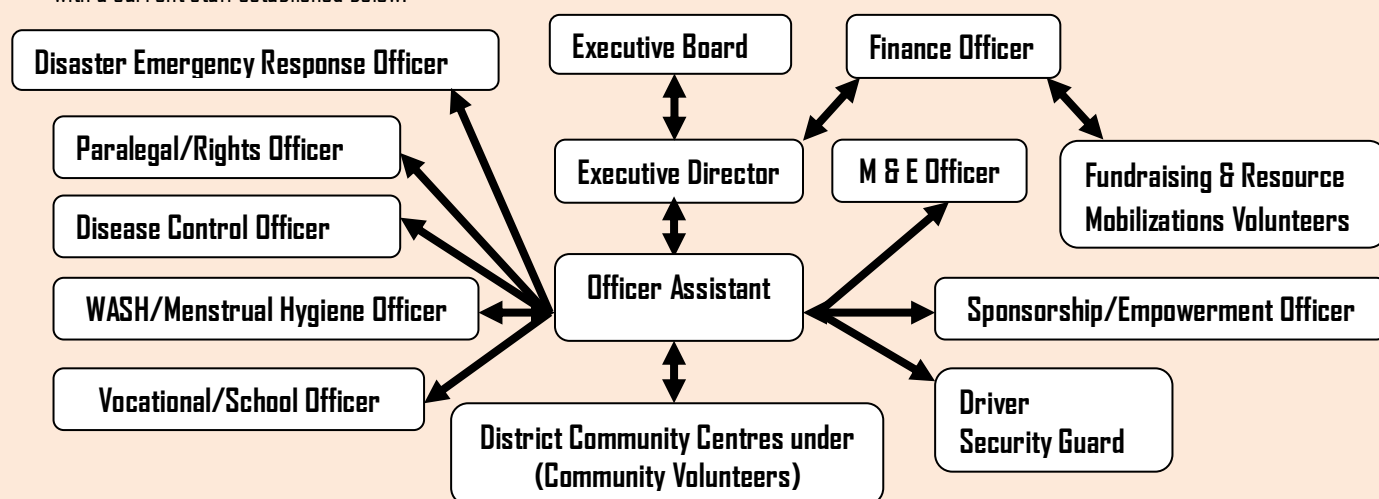 Executive Board
Finance Officer
Disaster Emergency Response Officer
Paralegal/Rights Officer
Executive Director
M & E Officer
Fundraising & Resource
Mobilizations Volunteers
Disease Control Officer
Officer Assistant
WASH/Menstrual Hygiene Officer
Sponsorship/Empowerment Officer
Vocational/School Officer
Driver
Security Guard
District Community Centres under
(Community Volunteers)